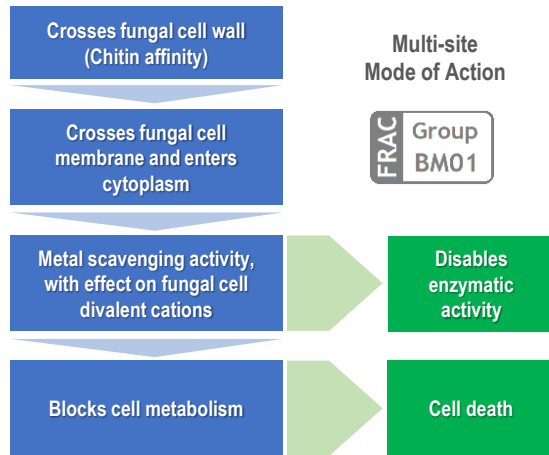 Crosses fungal cell wall
(Chitin affinity)
Multi-site
Mode of Action
Crosses fungal cell
membrane and enters
cytoplasm
FRAC
Group
BM01
Metal scavenging activity,
with effect on fungal cell
divalent cations
Disables
enzymatic
activity
Blocks cell metabolism
Cell death